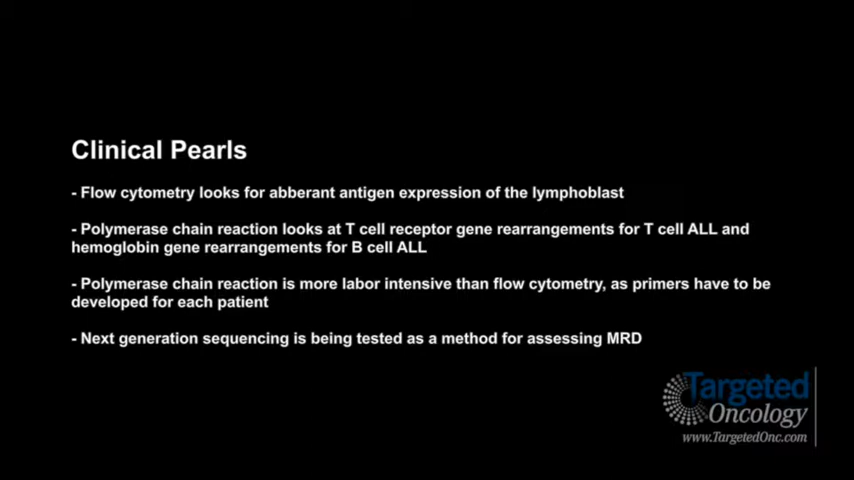 Clinical Pearls
- Flow cytometry looks for abberant antigen expression of the lymphoblast
- Polymerase chain reaction looks at T cell receptor gene rearrangements for T cell ALL and
hemoglobin gene rearrangements for B cell ALL
- Polymerase chain reaction is more labor intensive than flow cytometry, as primers have to be
developed for each patient
- Next generation sequencing is being tested as a method for assessing MRD
Targeted
Oncology
www.TargetedOnc.com